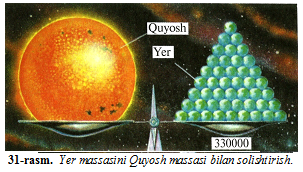 Quyosh
Yer
330000
31-rasm. Yer massasini Quyosh massasi bilan solishtirish.